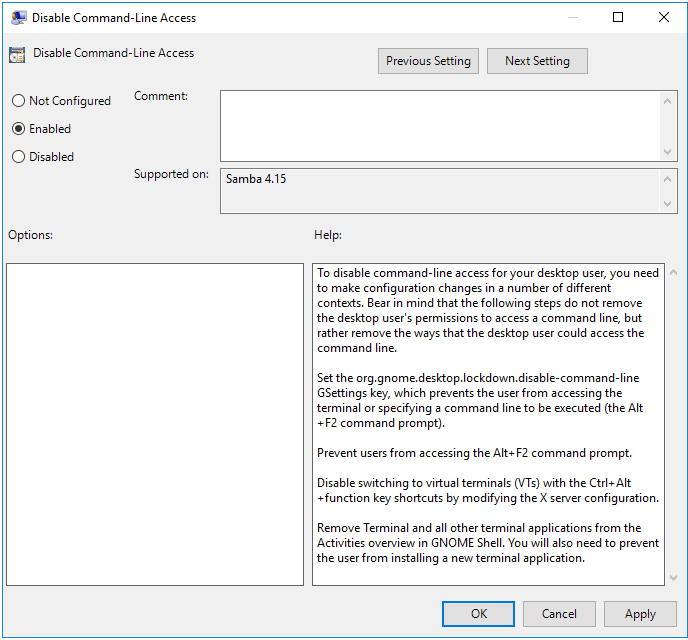 Disable Command-Line Access
Disable Command-Line Access
Previous Setting
Next Setting
Not Configured
Enabled
Disabled
Comment:
Supported on:
Samba 4.15
Options:
Help:
To disable command-line access for your desktop user, you need
to make configuration changes in a number of different
contexts. Bear in mind that the following steps do not remove
the desktop user's permissions to access a command line, but
rather remove the ways that the desktop user could access the
command line.
Set the org.gnome.desktop.lockdown.disable-command-line
GSettings key, which prevents the user from accessing the
terminal or specifying a command line to be executed (the Alt
+F2 command prompt).
Prevent users from accessing the Alt+F2 command prompt.
Disable switching to virtual terminals (VTs) with the Ctrl+Alt
+function key shortcuts by modifying the X server configuration.
Remove Terminal and all other terminal applications from the
Activities overview in GNOME Shell. You will also need to prevent
the user from installing a new terminal application.
OK
Cancel
Apply